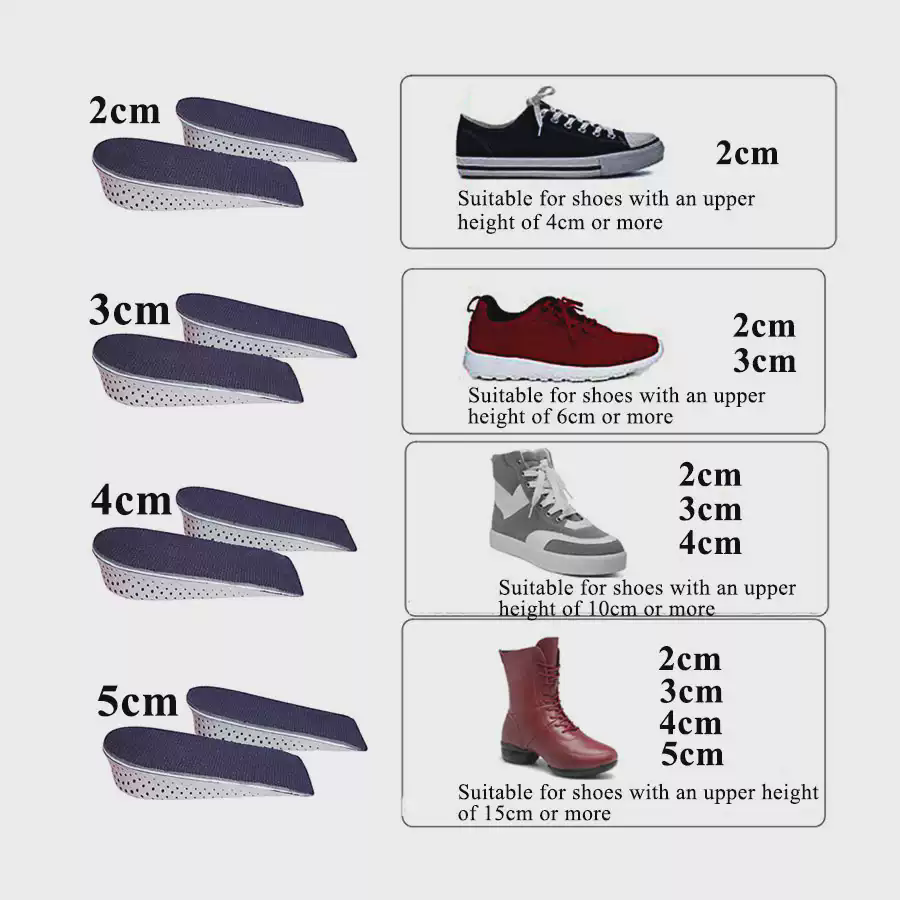 2cm
2cm
Suitable for shoes with an upper
height of 4cm or more
3cm
2cm
3cm
Suitable for shoes with an upper
height of 6cm or more
4cm
2cm
3cm
4cm
Suitable for shoes with an upper
height of 10cm or more
5cm
2cm
3cm
4cm
5cm
Suitable for shoes with an upper height
of 15cm or more